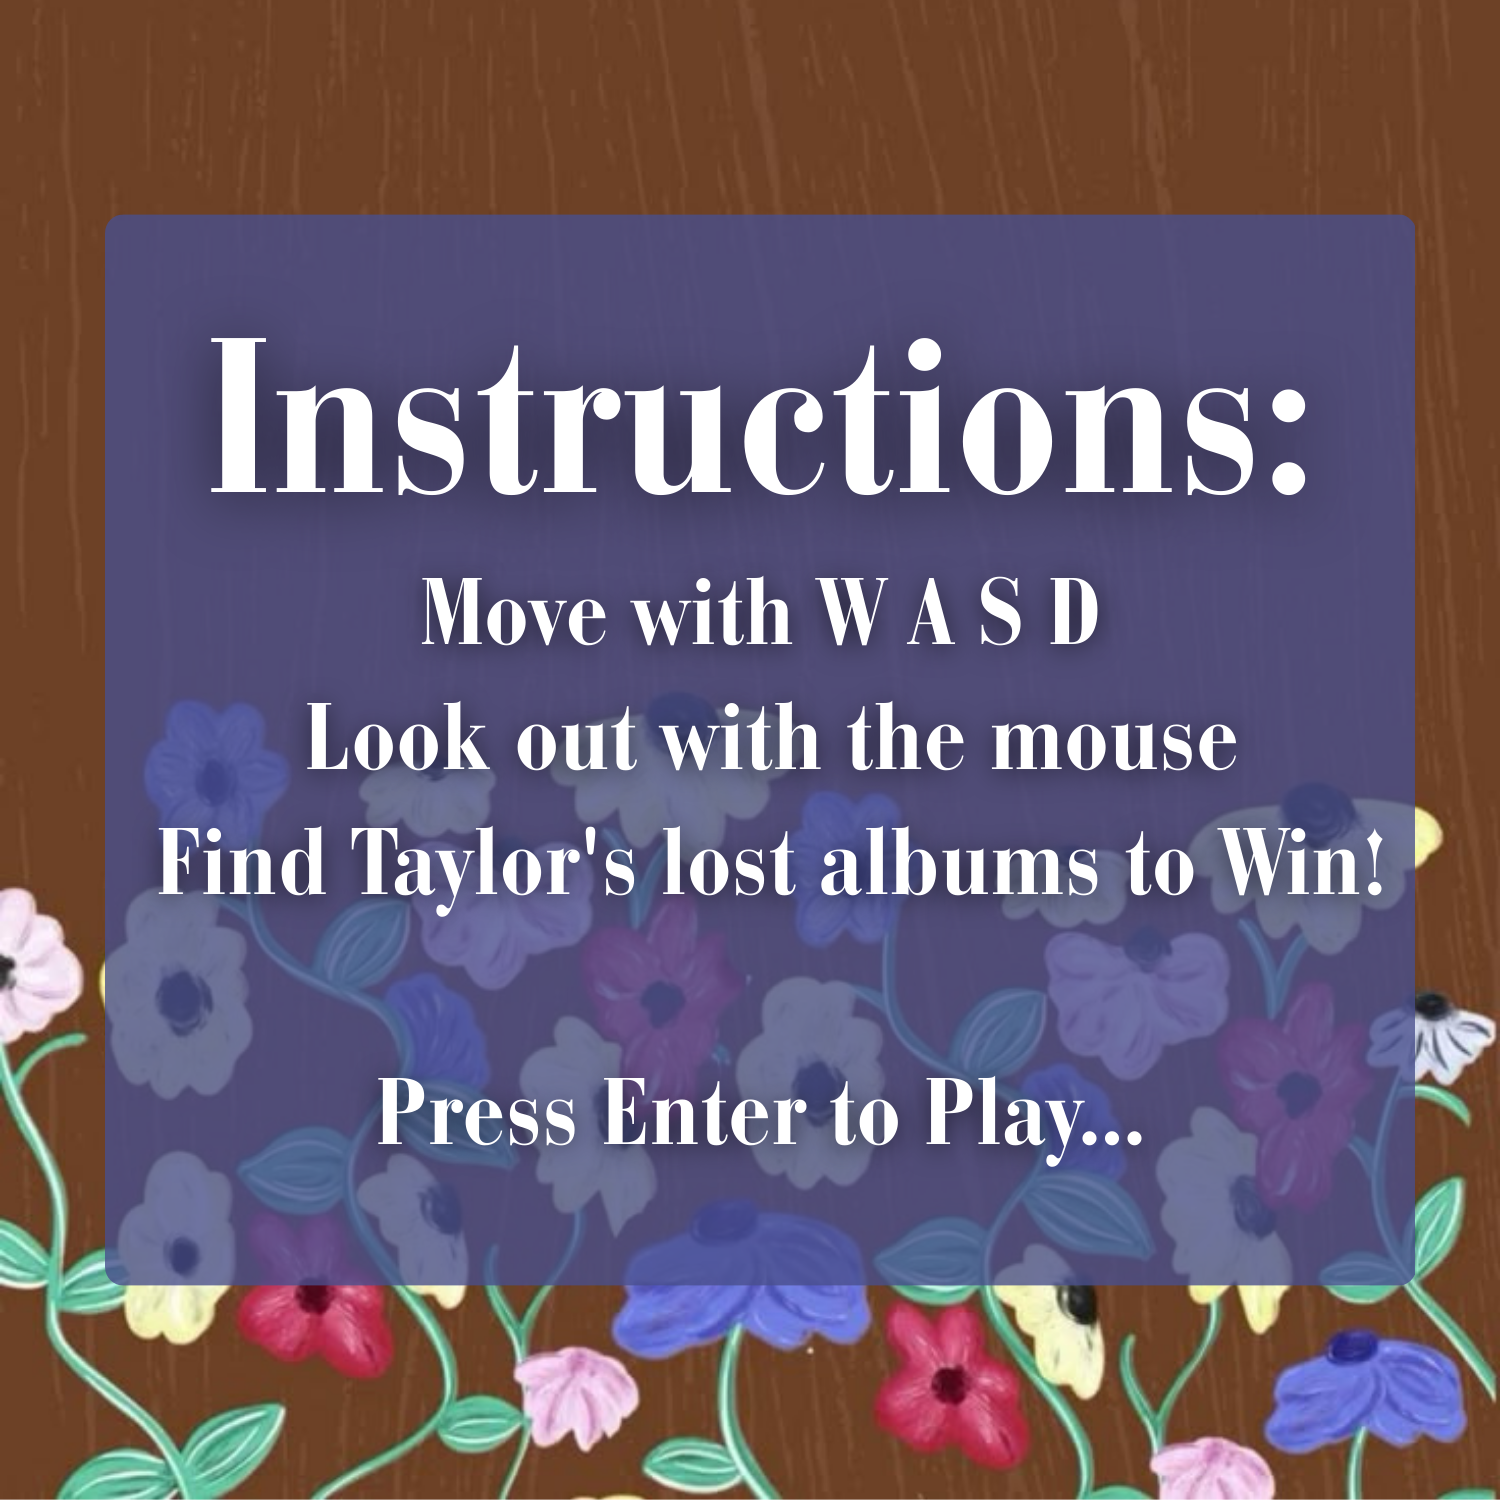 Instructions:
Move with W A S D
Look out with the mouse
Find Taylor's lost albums to Win!
Press Enter to Play...